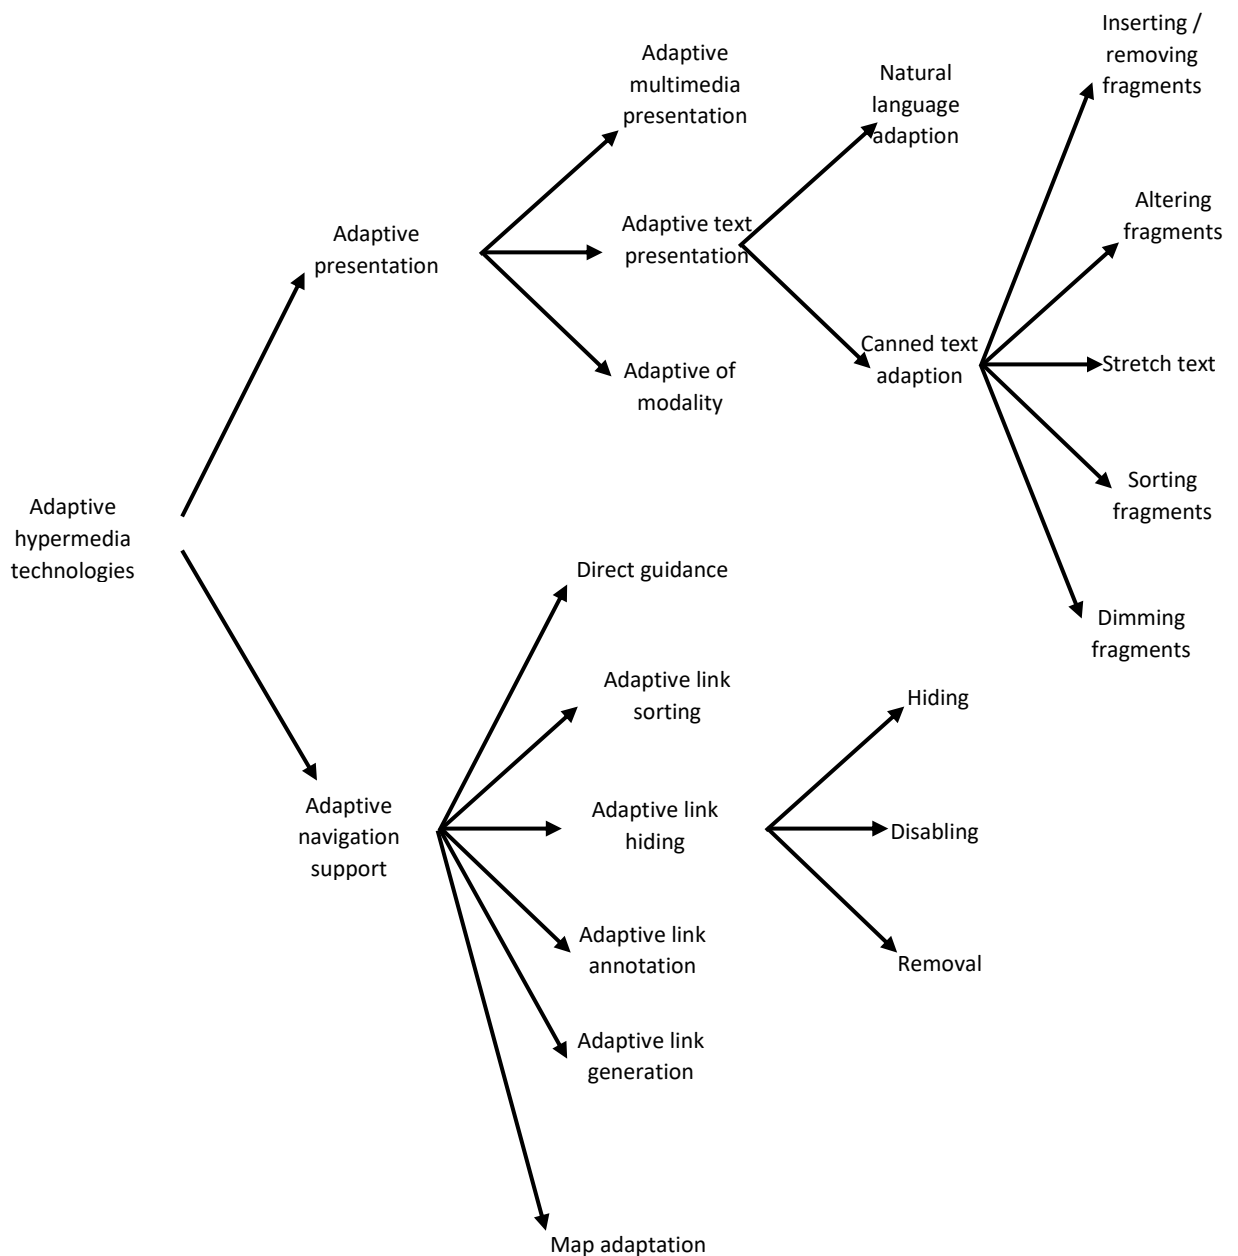 Inserting /
removing
fragments
Adaptive
multimedia
presentation
Natural
language
adaption
Altering
fragments
Adaptive text
presentation
Adaptive
presentation
Canned text
adaption
Stretch text
Adaptive of
modality
Sorting
fragments
Adaptive
hypermedia
technologies
Direct guidance
Dimming
fragments
Adaptive link
sorting
Hiding
Adaptive
navigation
support
Adaptive link
hiding
Disabling
Adaptive link
annotation
Removal
Adaptive link
generation
Map adaptation